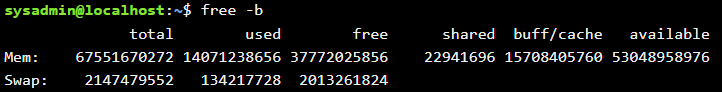 sysadmin@localhost:~$ free -b
total used free shared buff/cache available
Mem: 67551670272 14071238656 37772025856 22941696 15708405760 53048958976
Swap: 2147479552 134217728 2013261824